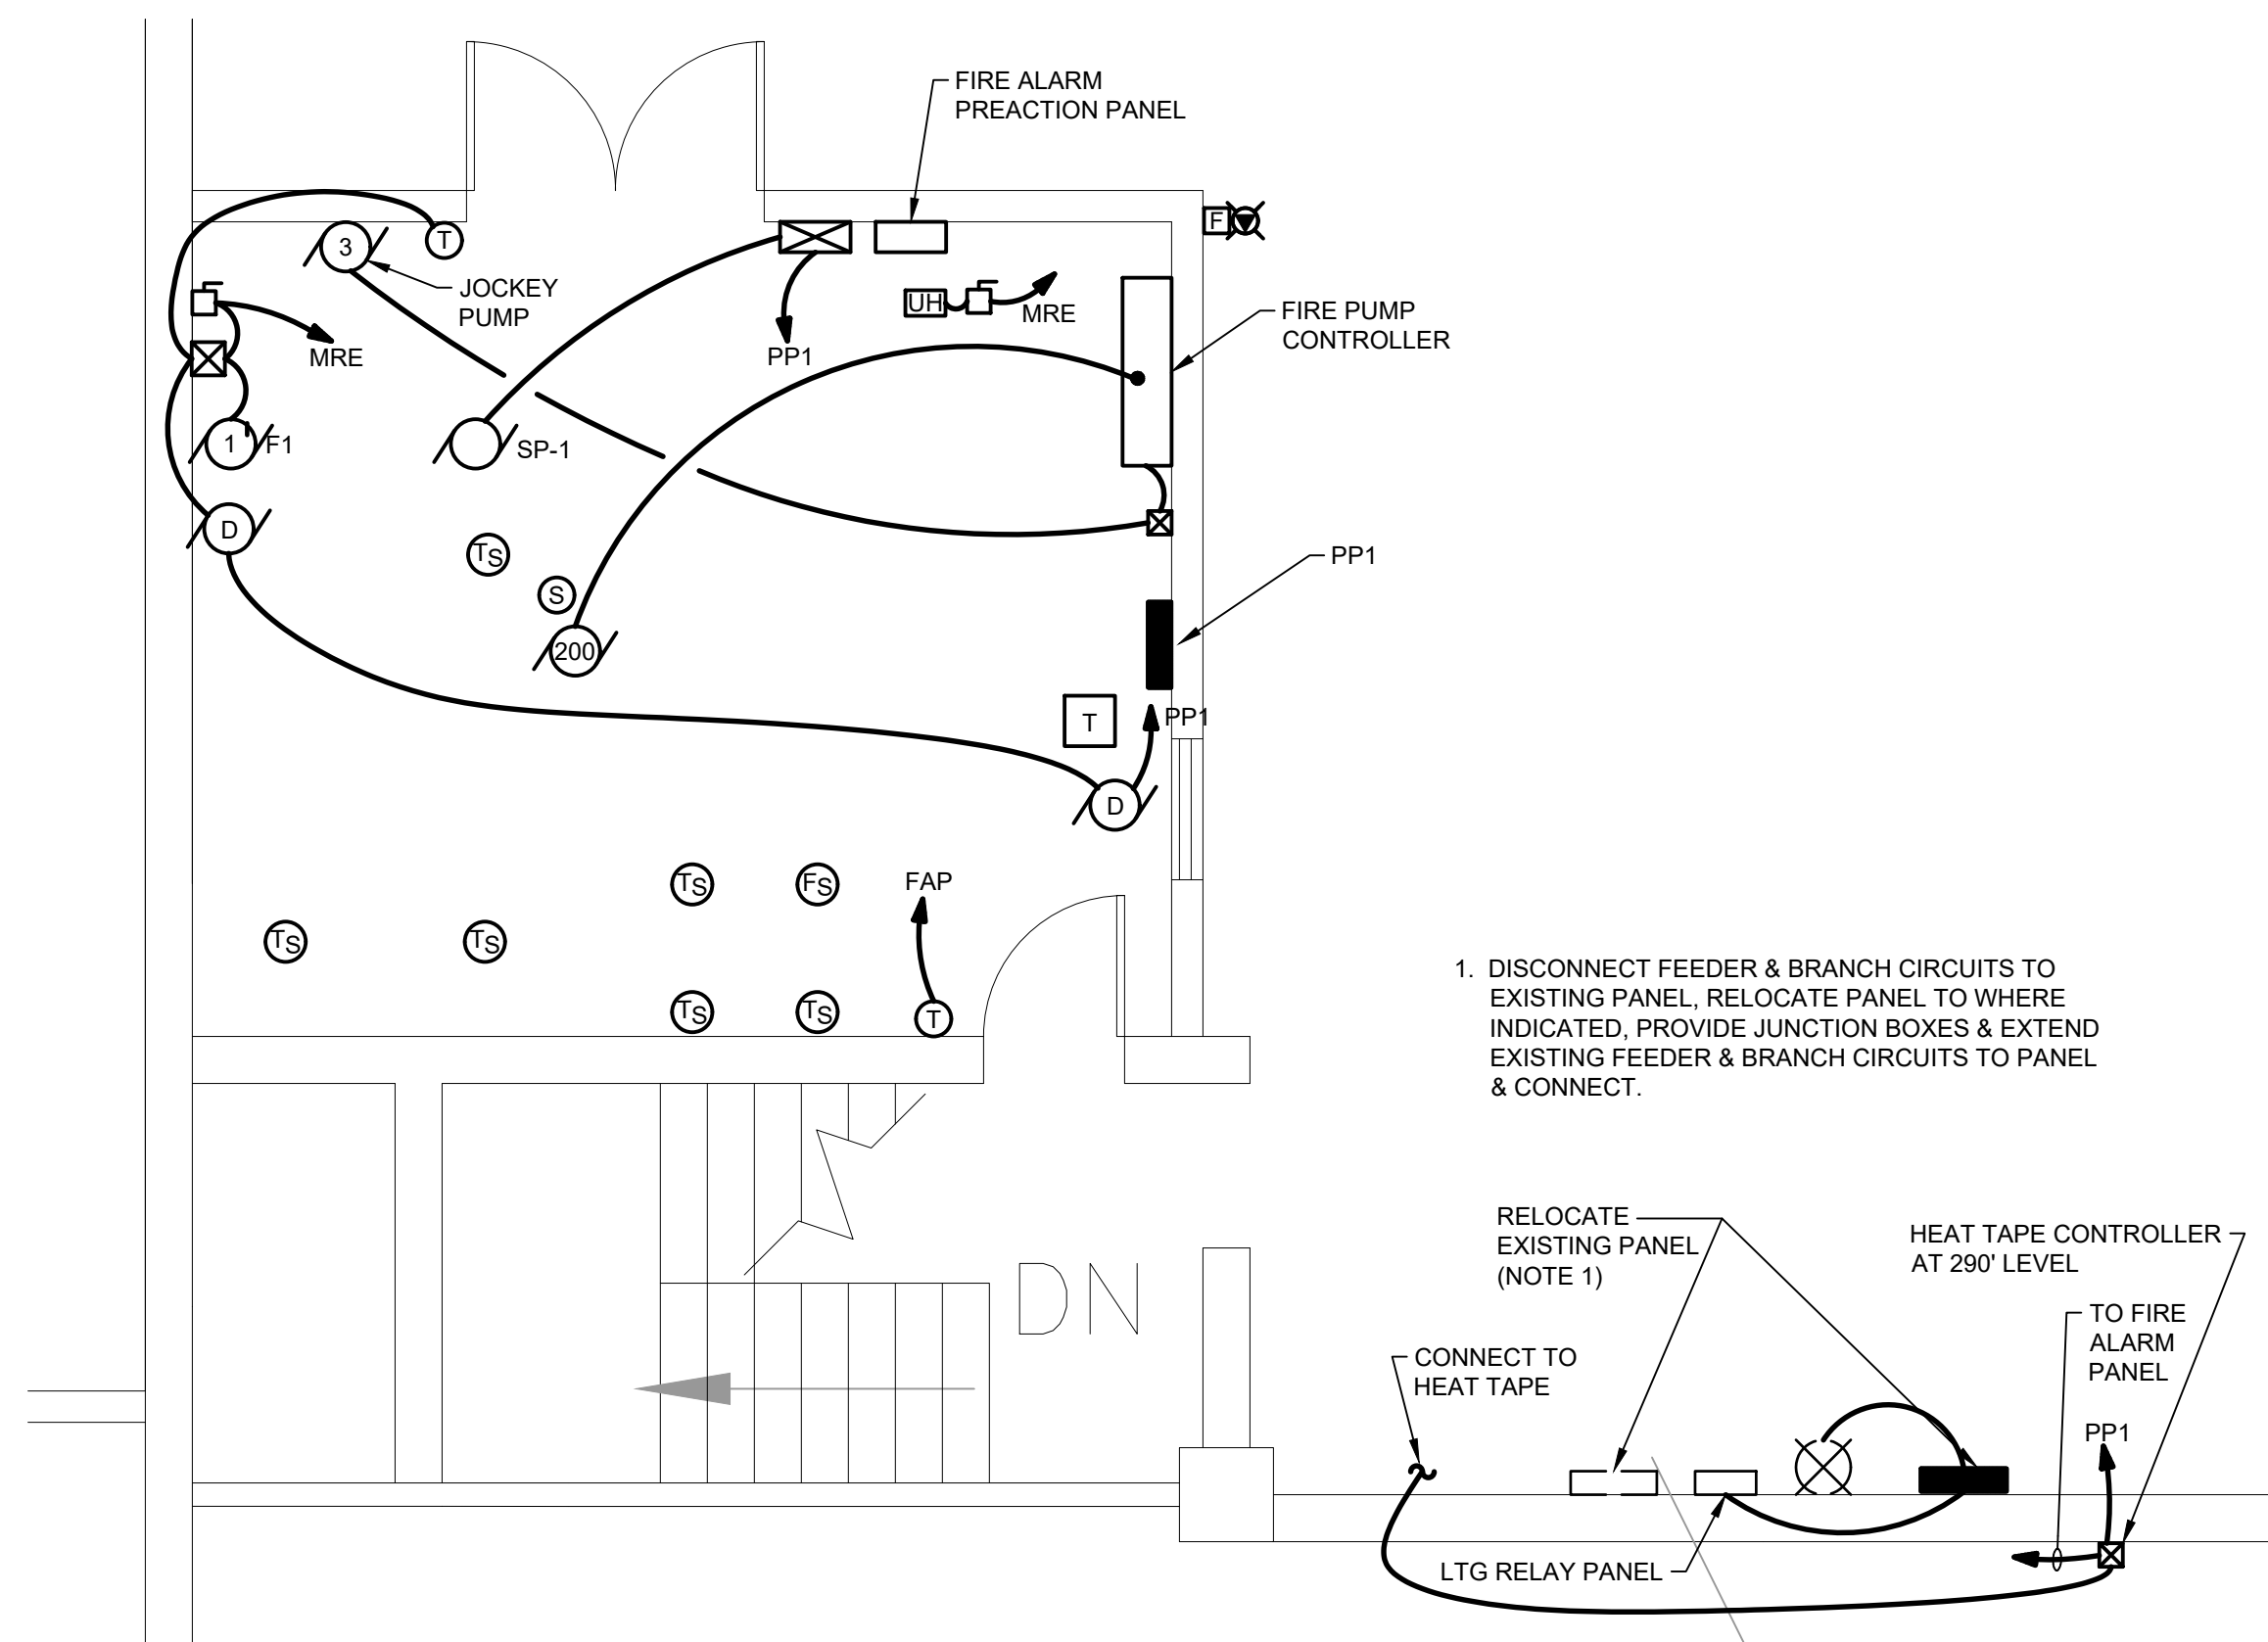 FIRE ALARM
PREACTION PANEL
F
3
T
JOCKEY
PUMP
UH
MRE
FIRE PUMP
CONTROLLER
MRE
PP1
1
F1
SP-1
D
TS
S
PP1
200
T
PP1
D
TS
FS
FAP
TS
TS
TS
TS
T
1. DISCONNECT FEEDER & BRANCH CIRCUITS TO
EXISTING PANEL, RELOCATE PANEL TO WHERE
INDICATED, PROVIDE JUNCTION BOXES & EXTEND
EXISTING FEEDER & BRANCH CIRCUITS TO PANEL
& CONNECT.
DN
RELOCATE
EXISTING PANEL
(NOTE 1)
HEAT TAPE CONTROLLER
AT 290' LEVEL
TO FIRE
ALARM
PANEL
CONNECT TO
HEAT TAPE
PP1
LTG RELAY PANEL